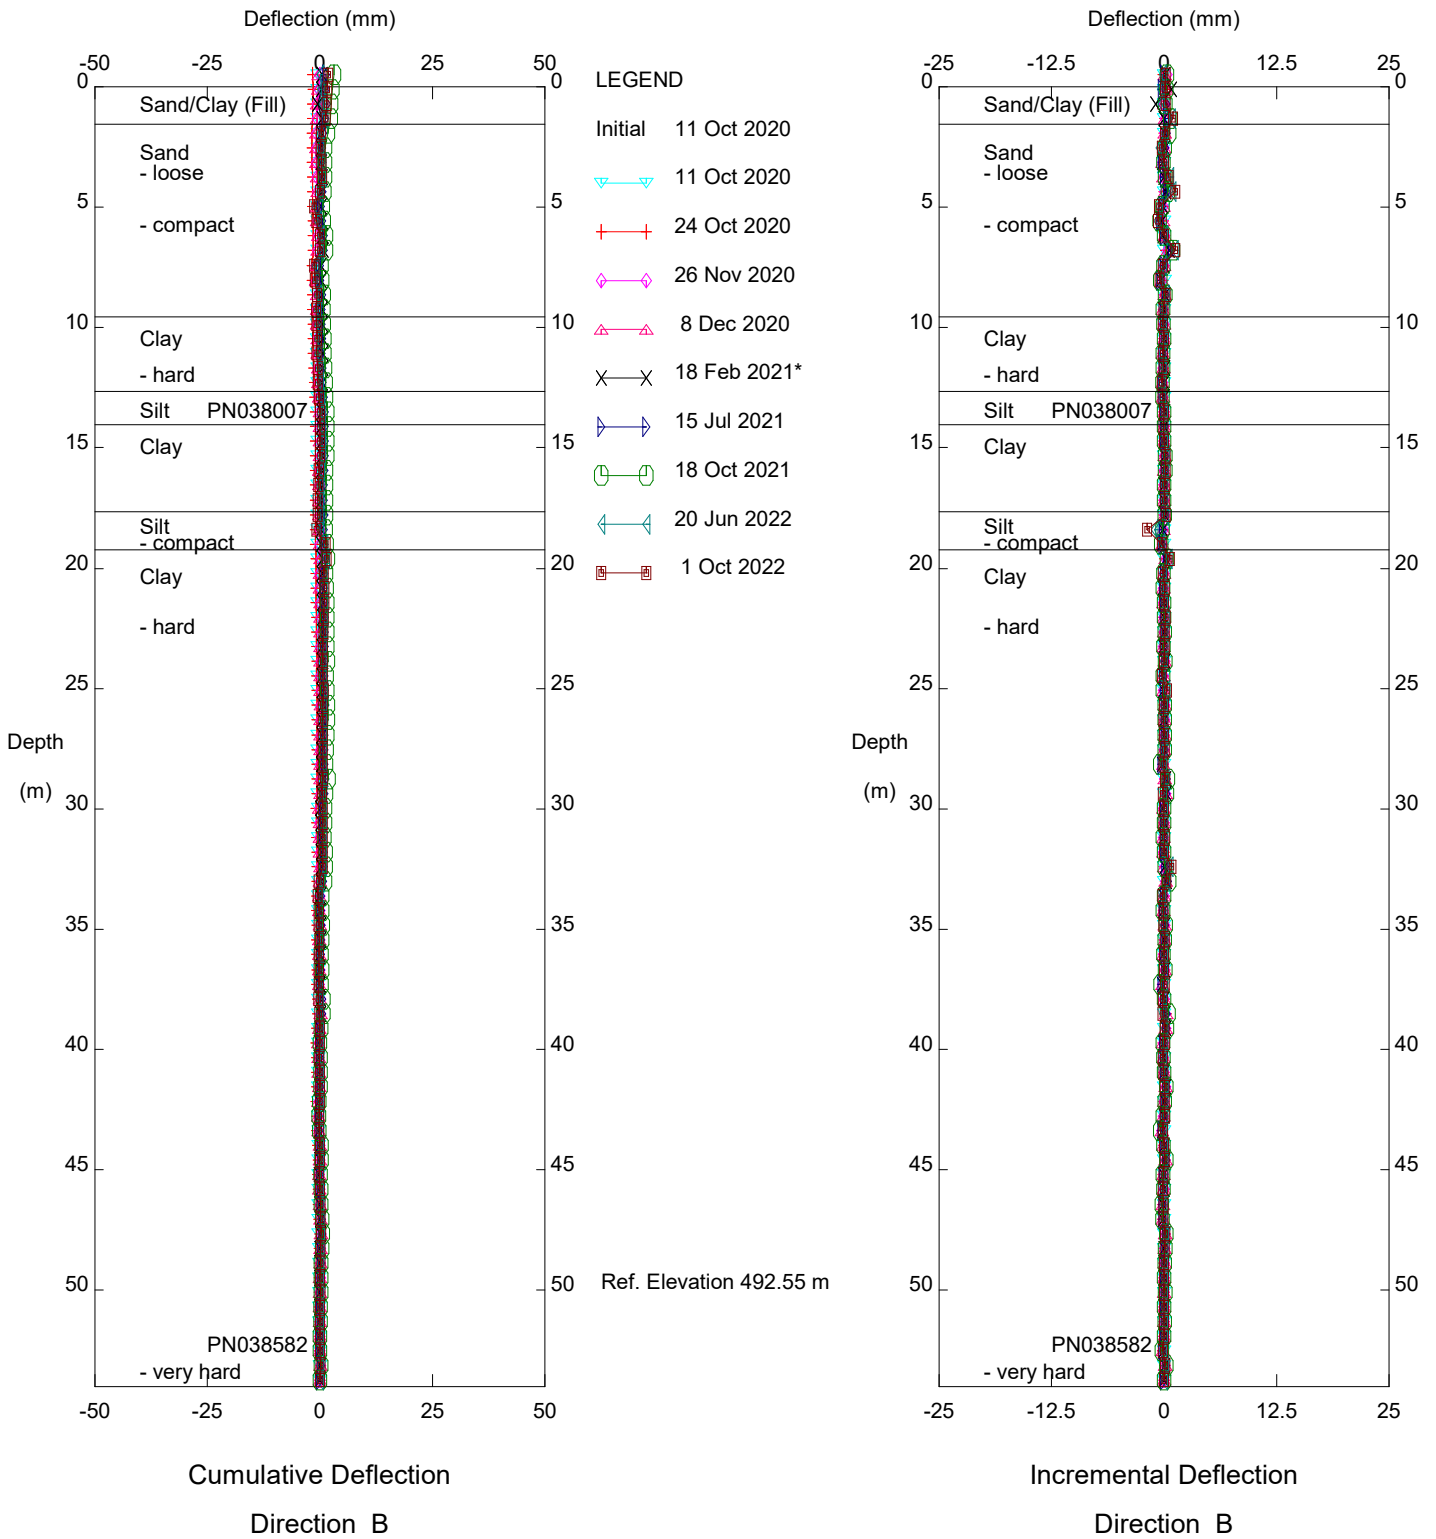 Deflection (mm)
-50 -25 0 25 50
0 0
Sand/Clay (Fill)
Sand
- loose
5 5
- compact
10 10
Clay
- hard
Silt PN038007
15 15
Clay
Silt
- compact
20 20
Clay
- hard
25 25
Depth
(m)
30 30
35 35
40 40
45 45
50 50
PN038582
- very hard
-50 -25 0 25 50
Cumulative Deflection
Direction B
LEGEND
Initial 11 Oct 2020
11 Oct 2020
24 Oct 2020
26 Nov 2020
8 Dec 2020
18 Feb 2021*
15 Jul 2021
18 Oct 2021
20 Jun 2022
1 Oct 2022
Ref. Elevation 492.55 m
Deflection (mm)
-25 -12.5 0 12.5 25
0 0
Sand/Clay (Fill)
Sand
- loose
5 5
- compact
10 10
Clay
- hard
Silt PN038007
15 15
Clay
Silt
- compact
20 20
Clay
- hard
25 25
Depth
(m)
30 30
35 35
40 40
45 45
50 50
PN038582
- very hard
-25 -12.5 0 12.5 25
Incremental Deflection
Direction B